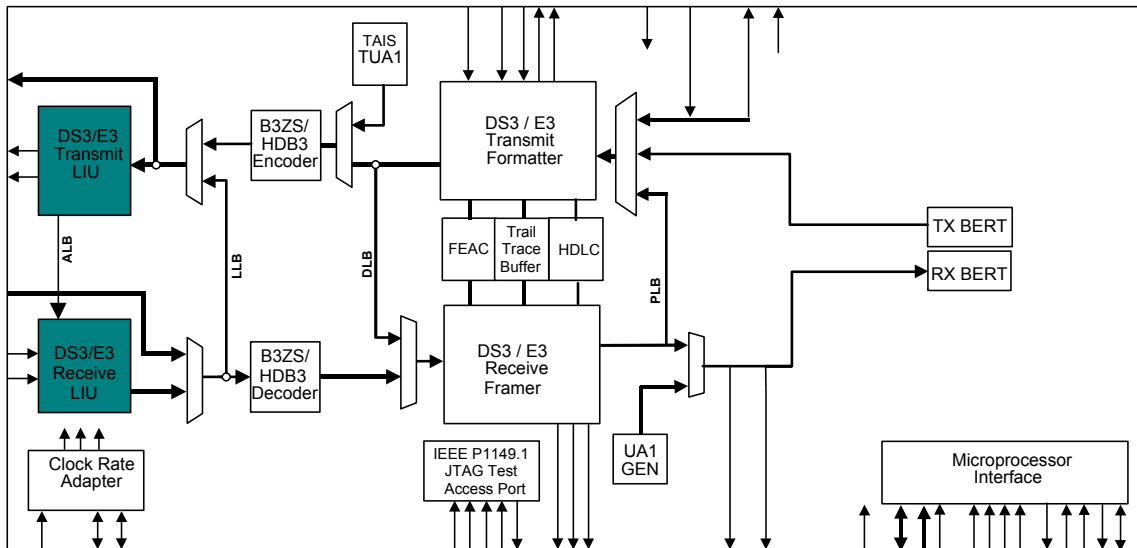 TAIS
TUA1
DS3/E3
Transmit
LIU
B3ZS/
HDB3
Encoder
DS3 / E3
Transmit
Formatter
TX BERT
RX BERT
ALB
LLB
DLB
FEAC
Trail
Trace
Buffer
HDLC
PLB
DS3/E3
Receive
LIU
B3ZS/
HDB3
Decoder
DS3 / E3
Receive
Framer
Clock Rate
Adapter
IEEE P1149.1
JTAG Test
Access Port
UA1
GEN
Microprocessor
Interface